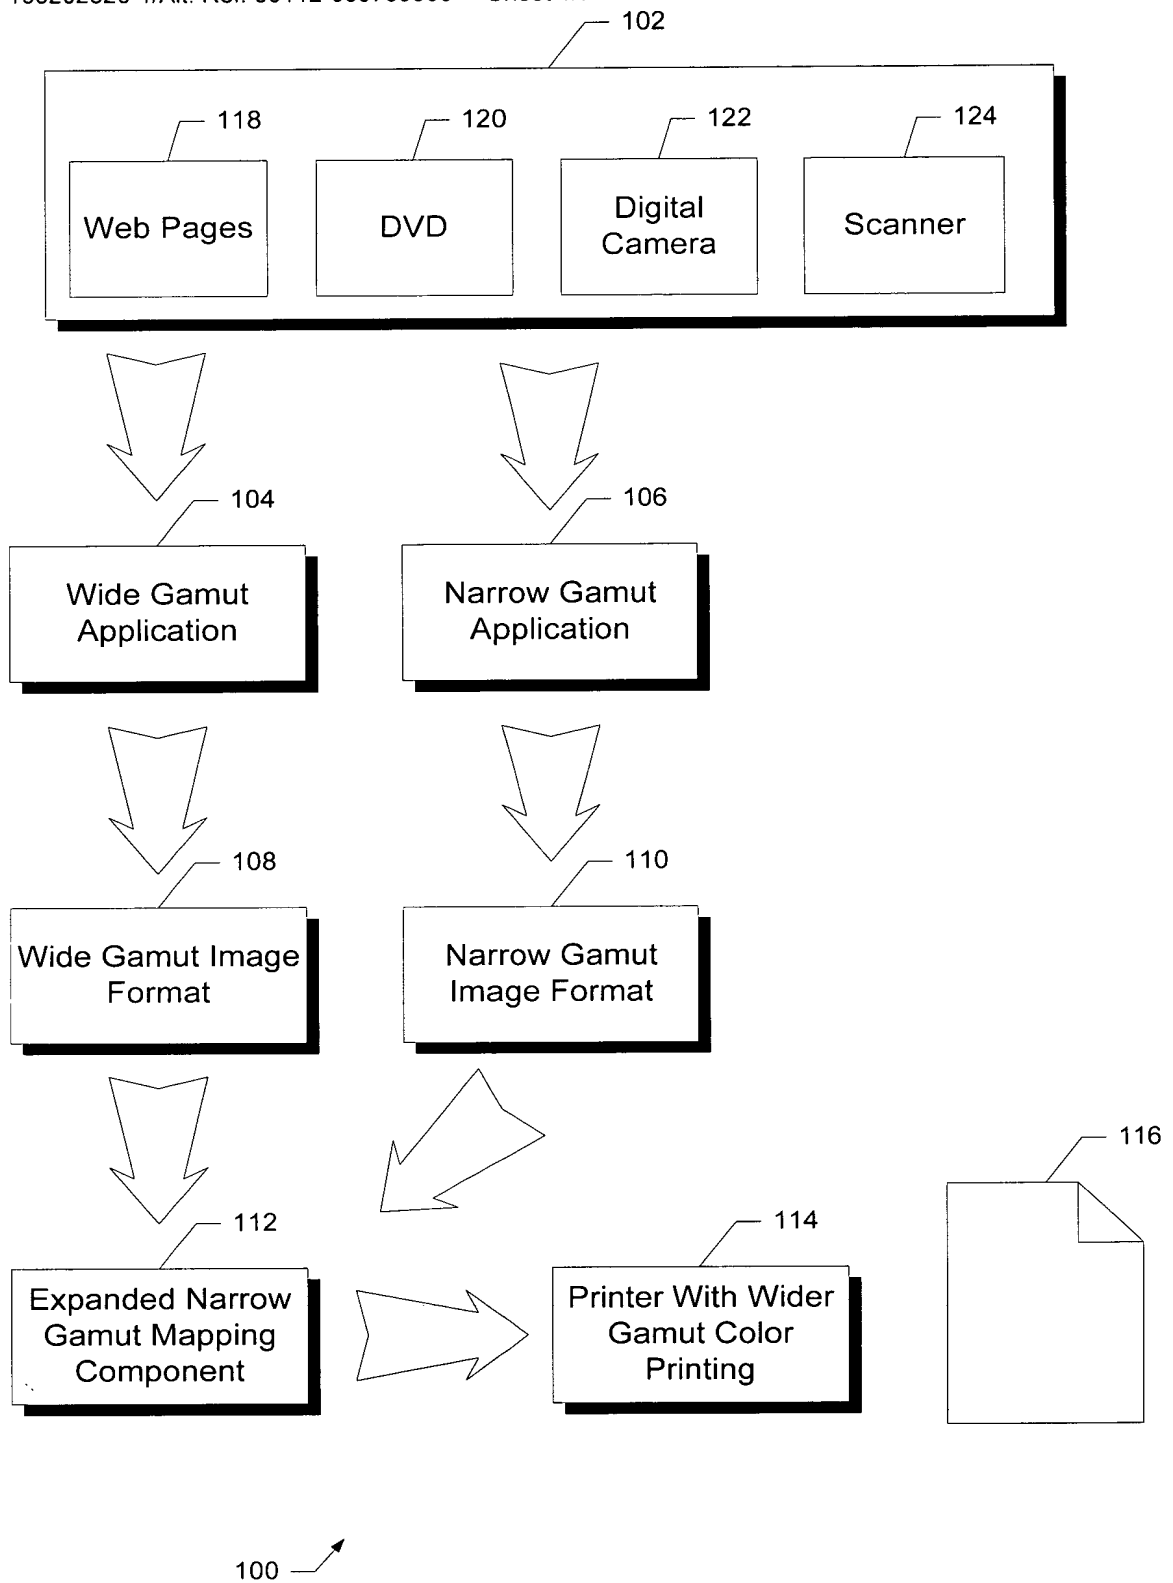 102
118
120
122
124
Web Pages
DVD
Digital
Camera
Scanner
104
106
Wide Gamut
Application
Narrow Gamut
Application
108
110
Wide Gamut Image
Format
Narrow Gamut
Image Format
116
112
114
Expanded Narrow
Gamut Mapping
Component
Printer With Wider
Gamut Color
Printing
100